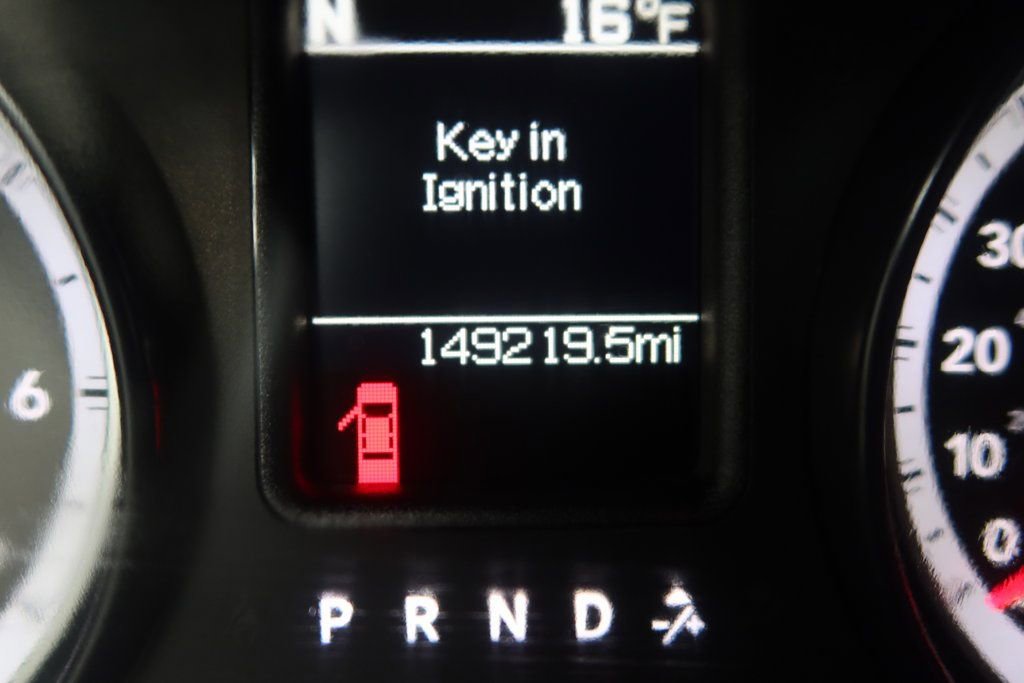 N 16°F
Key in
Ignition
149219.5mi
6
30
20
10
0
P R N D